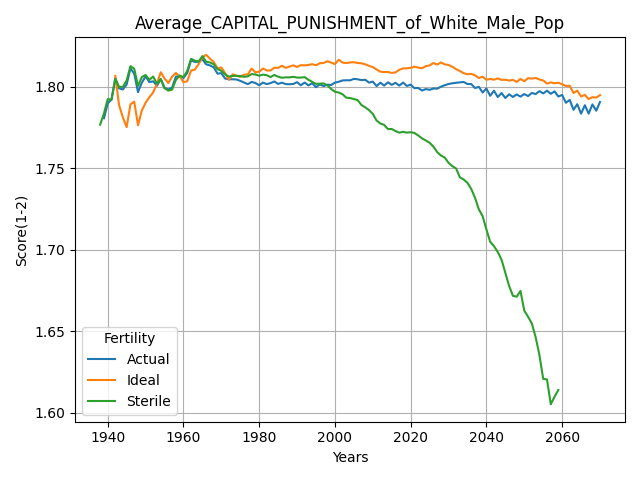 Average_CAPITAL_PUNISHMENT_of_White_Male_Pop
Score(1-2)
1.80
1.75
1.70
1.65
1.60
Fertility
Actual
Ideal
Sterile
1940
1960
1980
2000
2020
2040
2060
Years